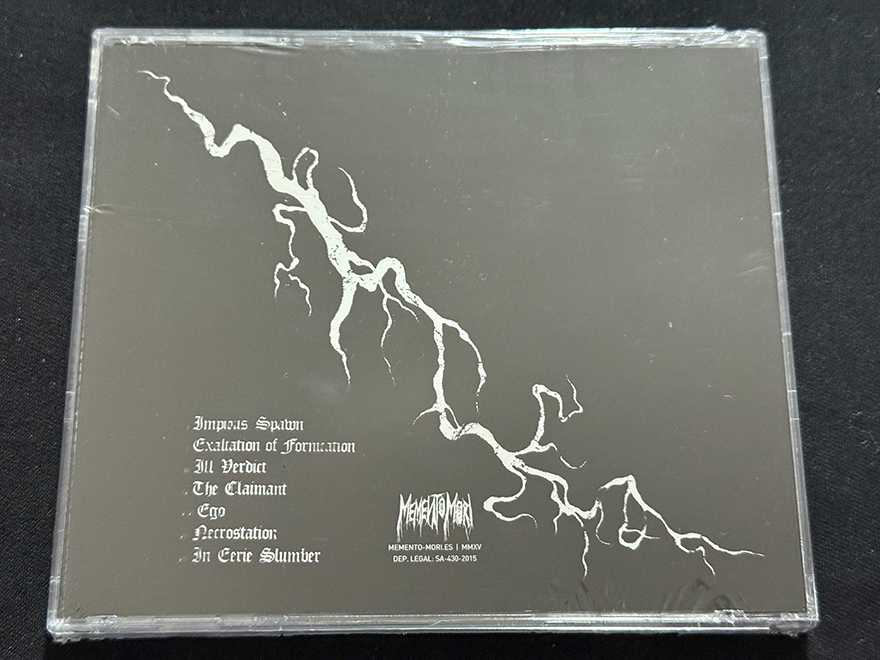 Impious Spawn
Exaltation of Fornication
Ill Verdict
The Claimant
Ego
Necrostation
In Eerie Slumber
MEMENTO MORI
MEMENTO-MORI.ES | MMXV
DEP. LEGAL: SA-430-2015